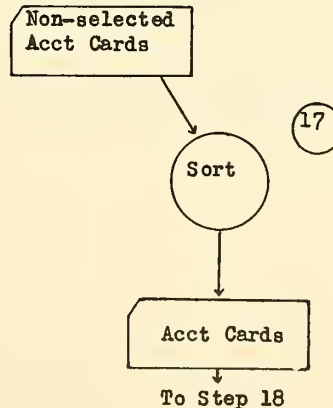 Non-selected
Acct Cards
17
Sort
Acct Cards
To Step 18